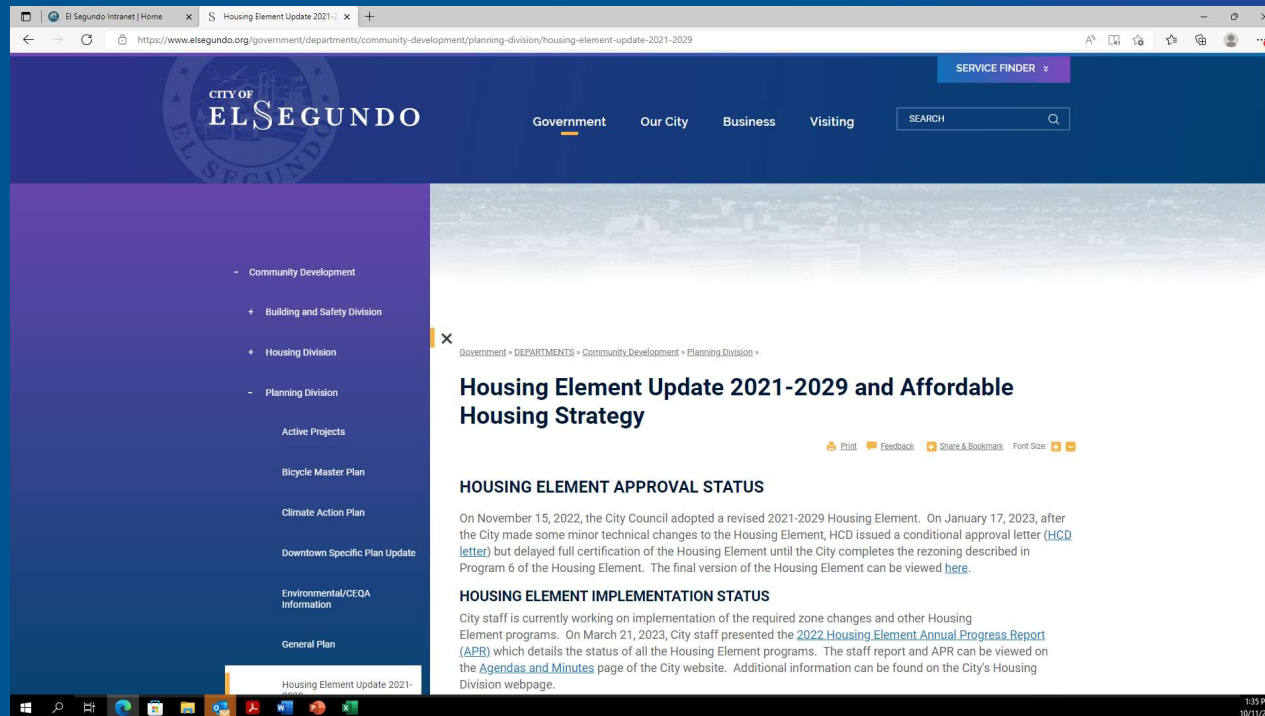 El Segundo Intranet | Home
Housing Element Update 2021-2
https://www.elsegundo.org/government/departments/community-development/planning-division/housing-element-update-2021-2029
SERVICE FINDER
CITY OF
EL SEGUNDO
Government Our City Business Visiting
SEARCH
EL SEGUNDO
- Community Development
+ Building and Safety Division
+ Housing Division
- Planning Division
Active Projects
Bicycle Master Plan
Climate Action Plan
Downtown Specific Plan Update
Environmental/CEQA
Information
General Plan
Housing Element Update 2021-
Government » DEPARTMENTS » Community Development » Planning Division »
Housing Element Update 2021-2029 and Affordable
Housing Strategy
Print Feedback Share & Bookmark Font Size: + -
HOUSING ELEMENT APPROVAL STATUS
On November 15, 2022, the City Council adopted a revised 2021-2029 Housing Element. On January 17, 2023, after
the City made some minor technical changes to the Housing Element, HCD issued a conditional approval letter (HCD
letter) but delayed full certification of the Housing Element until the City completes the rezoning described in
Program 6 of the Housing Element. The final version of the Housing Element can be viewed here.
HOUSING ELEMENT IMPLEMENTATION STATUS
City staff is currently working on implementation of the required zone changes and other Housing
Element programs. On March 21, 2023, City staff presented the 2022 Housing Element Annual Progress Report
(APR) which details the status of all the Housing Element programs. The staff report and APR can be viewed on
the Agendas and Minutes page of the City website. Additional information can be found on the City's Housing
Division webpage.
1:35 P
10/11/2